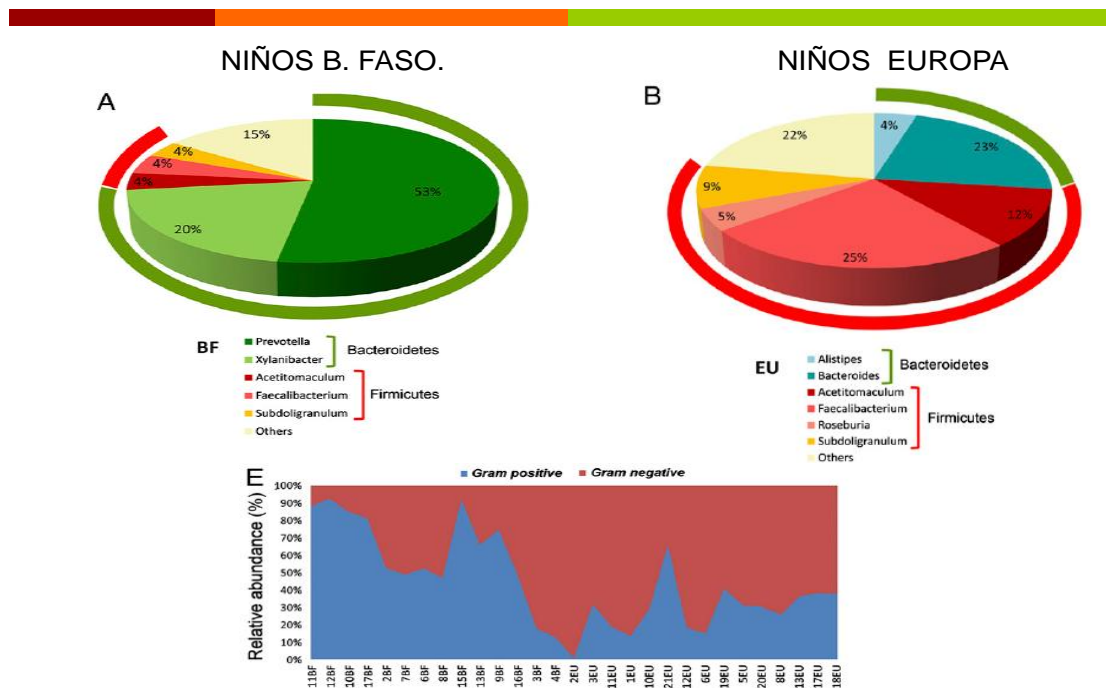 NIÑOS B. FASO.
NIÑOS EUROPA
A
15%
4%
4%
4%
20%
53%
BF
Prevotella
Xylanibacter
Bacteroidetes
Acetitomaculum
Faecalibacterium
Subdoligranulum
Firmicutes
Others
B
4%
22%
23%
9%
5%
12%
25%
EU
Alistipes
Bacteroides
Bacteroidetes
Acetitomaculum
Faecalibacterium
Roseburia
Subdoligranulum
Firmicutes
Others
E
Gram positive Gram negative
Relative abundance (%)
100%
90%
80%
70%
60%
50%
40%
30%
20%
10%
0%
11BF 12BF 10BF 17BF 2BF 7BF 6BF 8BF 15BF 13BF 9BF 16BF 3BF 4BF 2EU 3EU 11EU 1EU 10EU 21EU 12EU 6EU 19EU 5EU 20EU 8EU 13EU 17EU 18EU